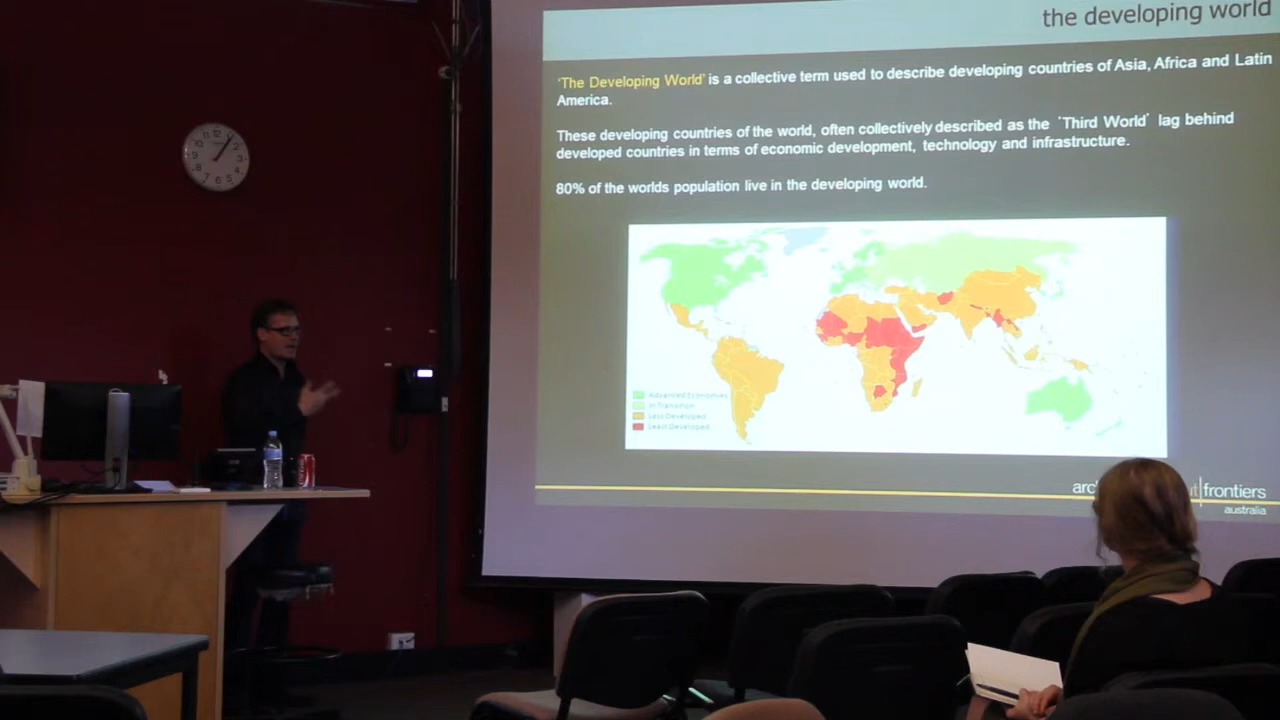 the developing world
'The Developing World' is a collective term used to describe developing countries of Asia, Africa and Latin
America.
These developing countries of the world, often collectively described as the 'Third World' lag behind
developed countries in terms of economic development, technology and infrastructure.
80% of the worlds population live in the developing world.
Advanced Economies
In Transition
Less Developed
Least Developed
frontiers
australia